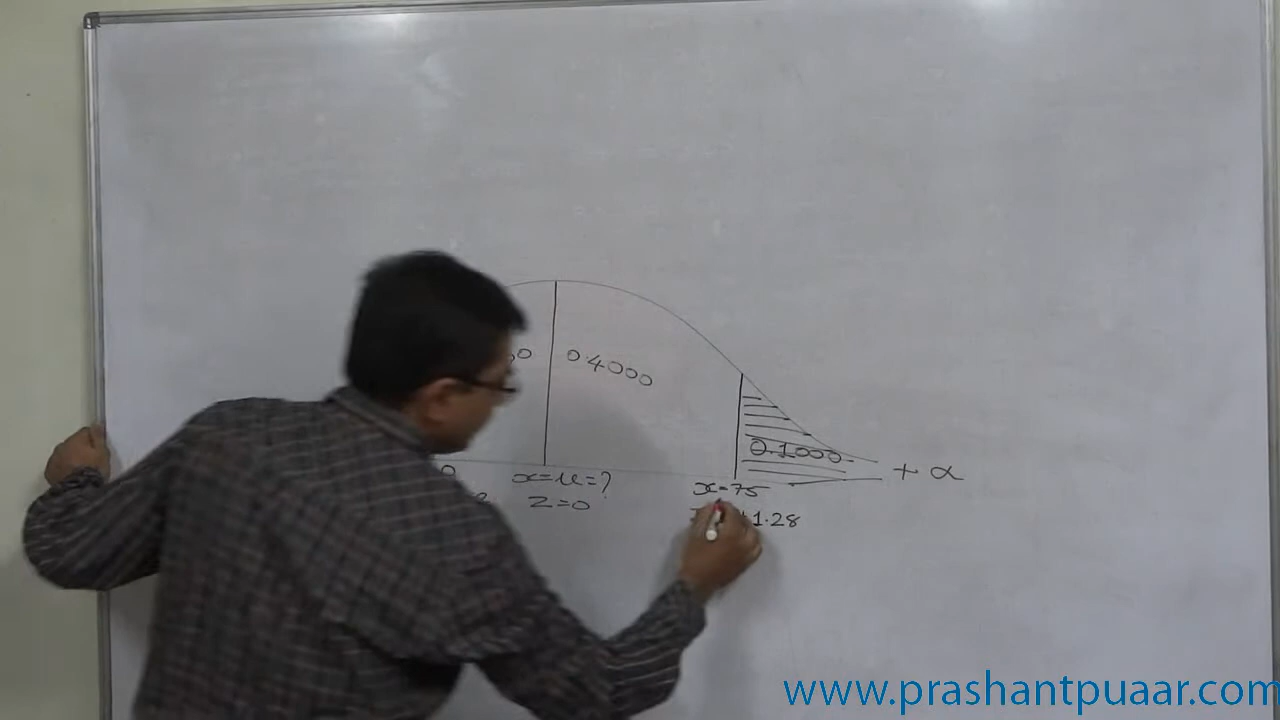 0.4000
0.1000
+ α
x=μ=?
x=75
z=0
+1.28
www.prashantpuaar.com